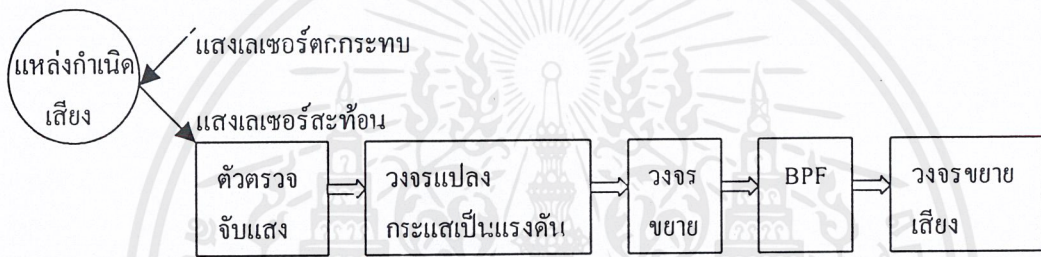 แหล่งกำเนิด
เสียง
แสงเลเซอร์ตกกระทบ
แสงเลเซอร์สะท้อน
ตัวตรวจ
จับแสง
วงจรแปลง
กระแสเป็นแรงดัน
วงจร
ขยาย
BPF
วงจรขยาย
เสียง